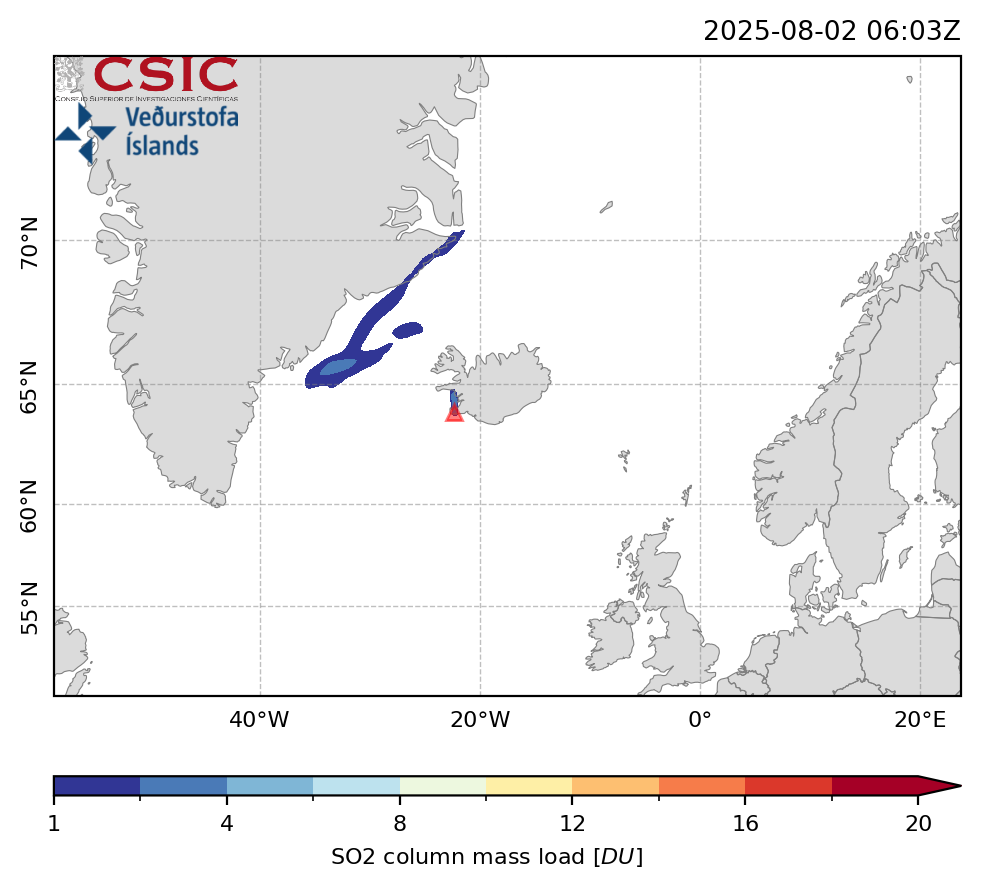 2025-08-02 06:03Z
CSIC
CONSEJO SUPERIOR DE INVESTIGACIONES CIENTÍFICAS
Veðurstofa
Íslands
70°N
65°N
60°N
55°N
40°W 20°W 0° 20°E
1 4 8 12 16 20
SO2 column mass load [DU]